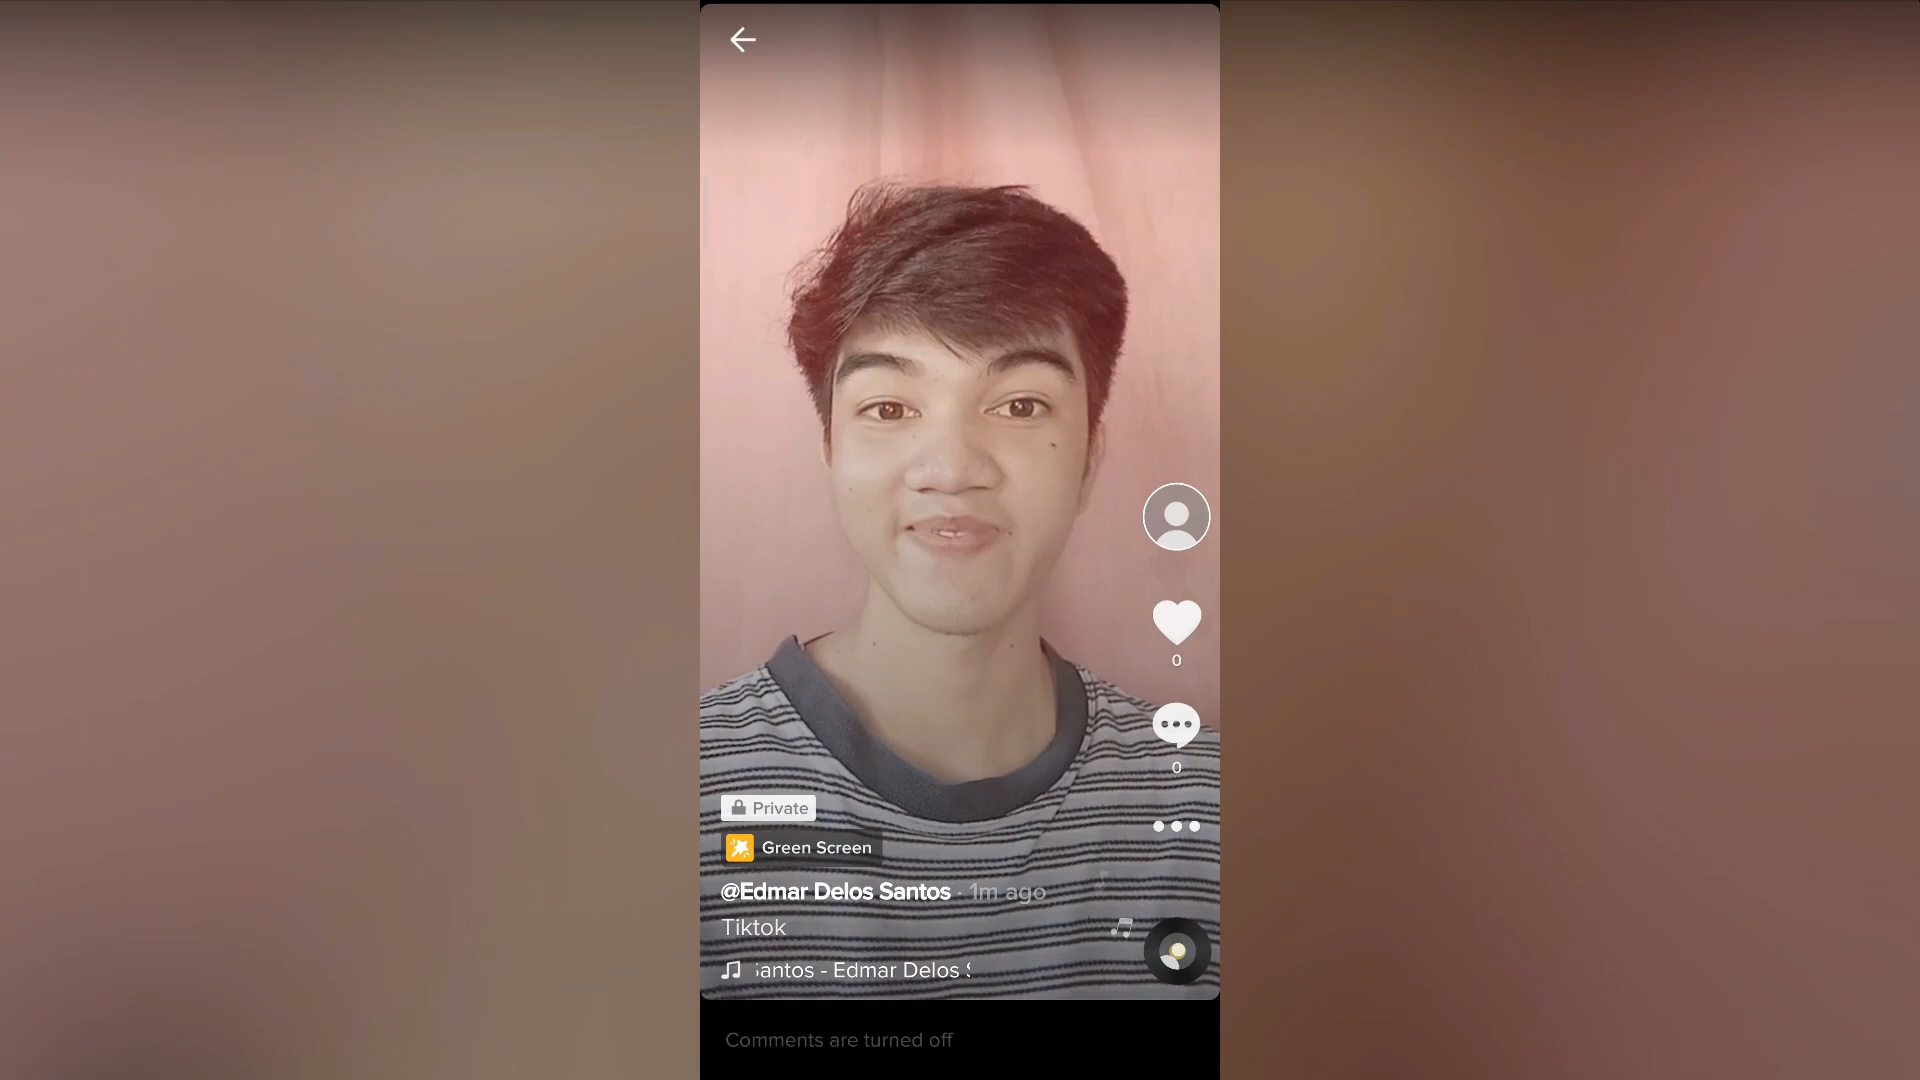 0
0
Private
Green Screen
@Edmar Delos Santos · 1m ago
Tiktok
antos - Edmar Delos
Comments are turned off